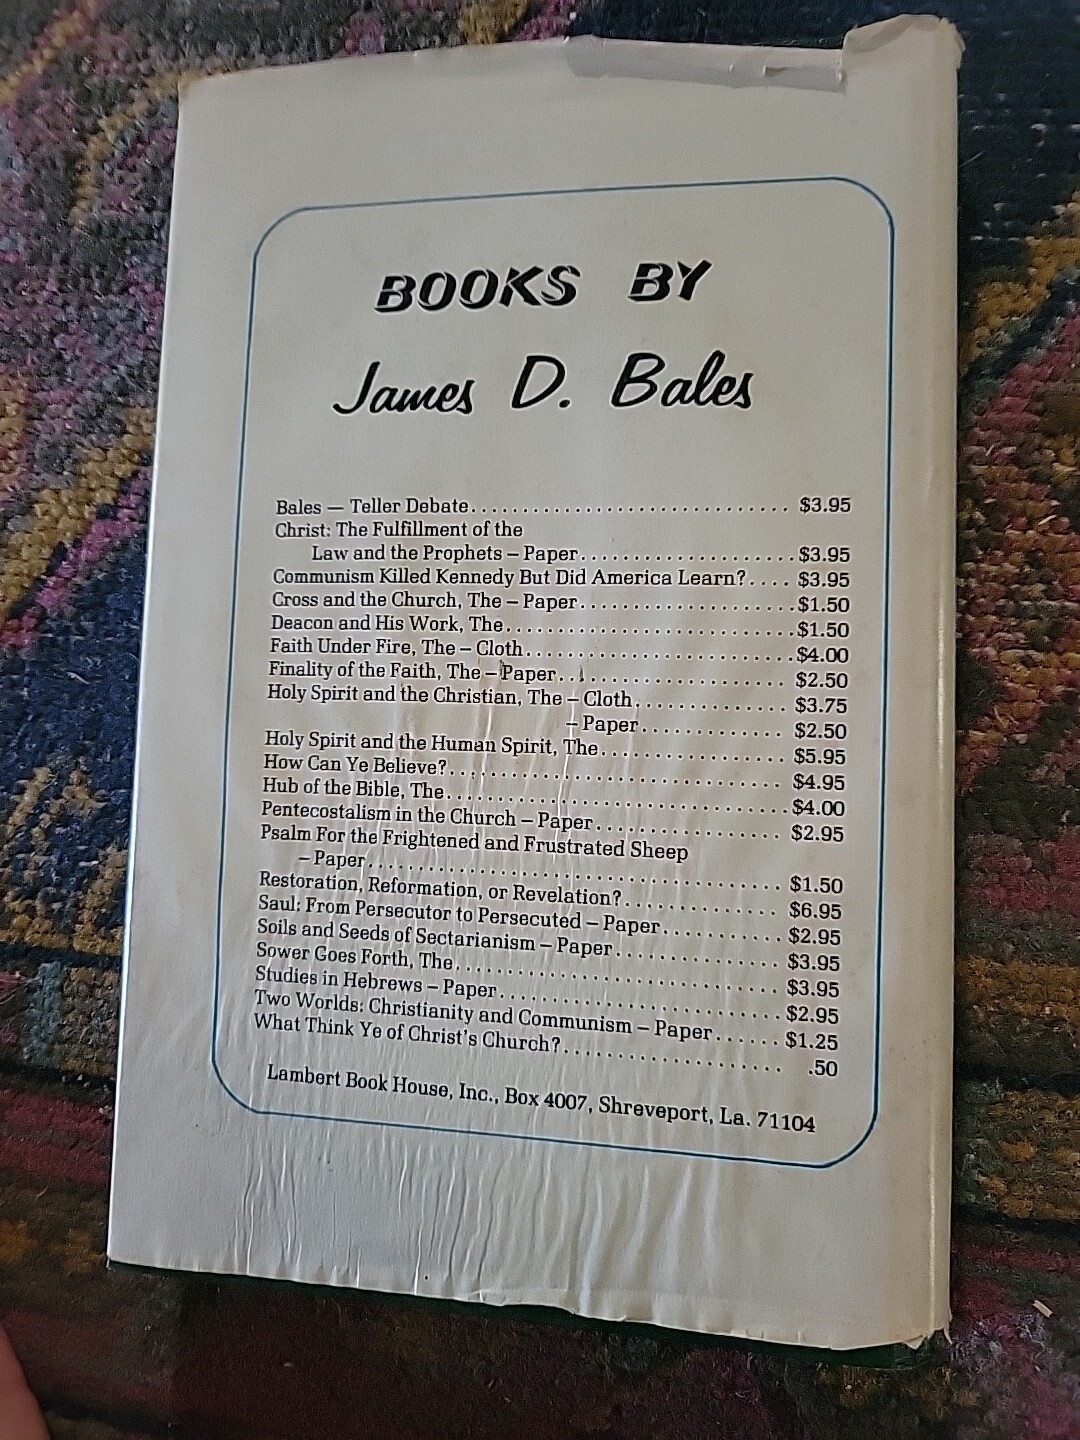 BOOKS BY
James D. Bales
Bales — Teller Debate.............................. $3.95
Christ: The Fulfillment of the
Law and the Prophets – Paper.................... $3.95
Communism Killed Kennedy But Did America Learn?.... $3.95
Cross and the Church, The – Paper.................... $1.50
Deacon and His Work, The........................... $1.50
Faith Under Fire, The – Cloth......................... $4.00
Finality of the Faith, The – Paper...................... $2.50
Holy Spirit and the Christian, The – Cloth.............. $3.75
– Paper............. $2.50
Holy Spirit and the Human Spirit, The.................. $5.95
How Can Ye Believe?................................ $4.95
Hub of the Bible, The................................ $4.00
Pentecostalism in the Church – Paper.................. $2.95
Psalm For the Frightened and Frustrated Sheep
– Paper....................................... $1.50
Restoration, Reformation, or Revelation?............... $6.95
Saul: From Persecutor to Persecuted – Paper............ $2.95
Soils and Seeds of Sectarianism – Paper................ $3.95
Sower Goes Forth, The.............................. $3.95
Studies in Hebrews – Paper........................... $2.95
Two Worlds: Christianity and Communism – Paper...... $1.25
What Think Ye of Christ's Church?..................... .50
Lambert Book House, Inc., Box 4007, Shreveport, La. 71104